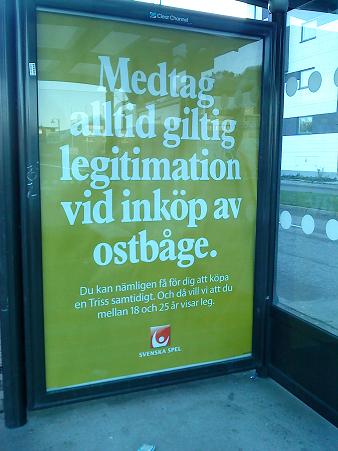 Clear Channel
Medtag
alltid giltig
legitimation
vid inköp av
ostbåge.
Du kan nämligen få för dig att köpa
en Triss samtidigt. Och då vill vi att du
mellan 18 och 25 år visar leg.
SVENSKA SPEL